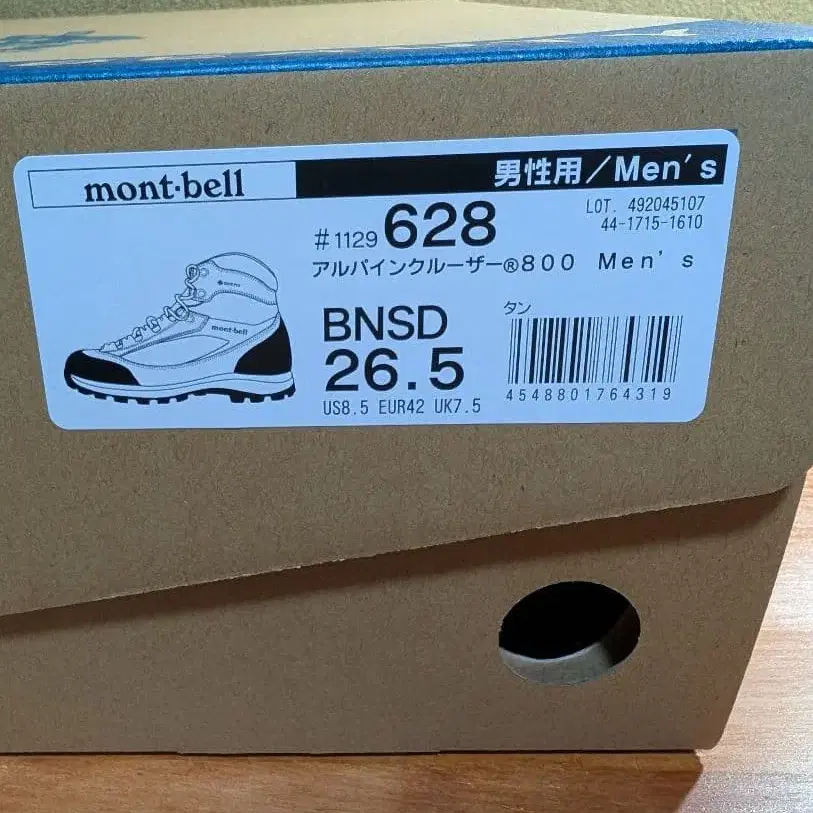 mont-bell
男性用/Men's
#1129 628
LOT. 492045107
44-1715-1610
アルパインクルーザー®800 Men's
mont-bell
BNSD
タン
26.5
US8.5 EUR42 UK7.5
4548801764319